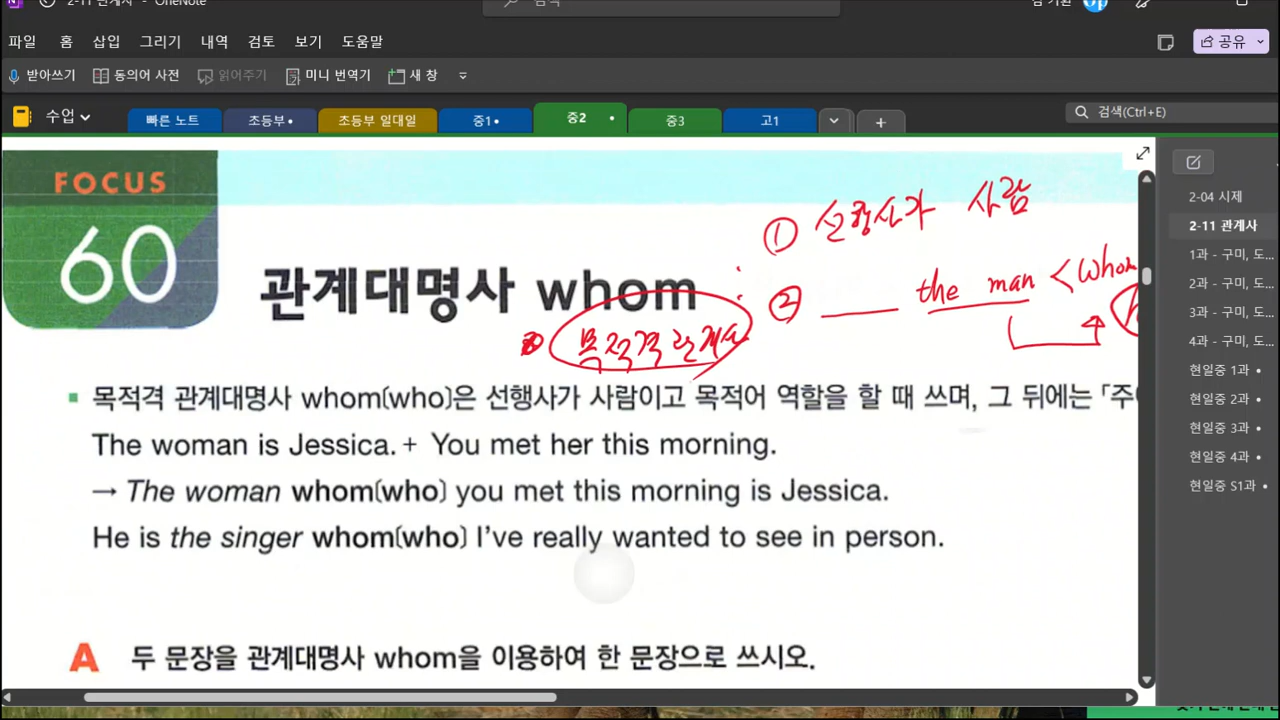 2-11 관계사 - OneNote
검색
파일 홈 삽입 그리기 내역 검토 보기 도움말
공유
받아쓰기 동의어 사전 읽어주기 미니 번역기 새 창
수업 빠른 노트 초등부 초등부 일대일 중1 중2 중3 고1
검색(Ctrl+E)
FOCUS
60
관계대명사 whom
① 선행사가 사람
② the man < whom
목적격 관계
목적격 관계대명사 whom(who)은 선행사가 사람이고 목적어 역할을 할 때 쓰며, 그 뒤에는 「주어
The woman is Jessica. + You met her this morning.
→ The woman whom(who) you met this morning is Jessica.
He is the singer whom(who) I've really wanted to see in person.
A 두 문장을 관계대명사 whom을 이용하여 한 문장으로 쓰시오.
2-04 시제
2-11 관계사
1과 - 구미, 도...
2과 - 구미, 도...
3과 - 구미, 도...
4과 - 구미, 도...
현일중 1과
현일중 2과
현일중 3과
현일중 4과
현일중 S1과